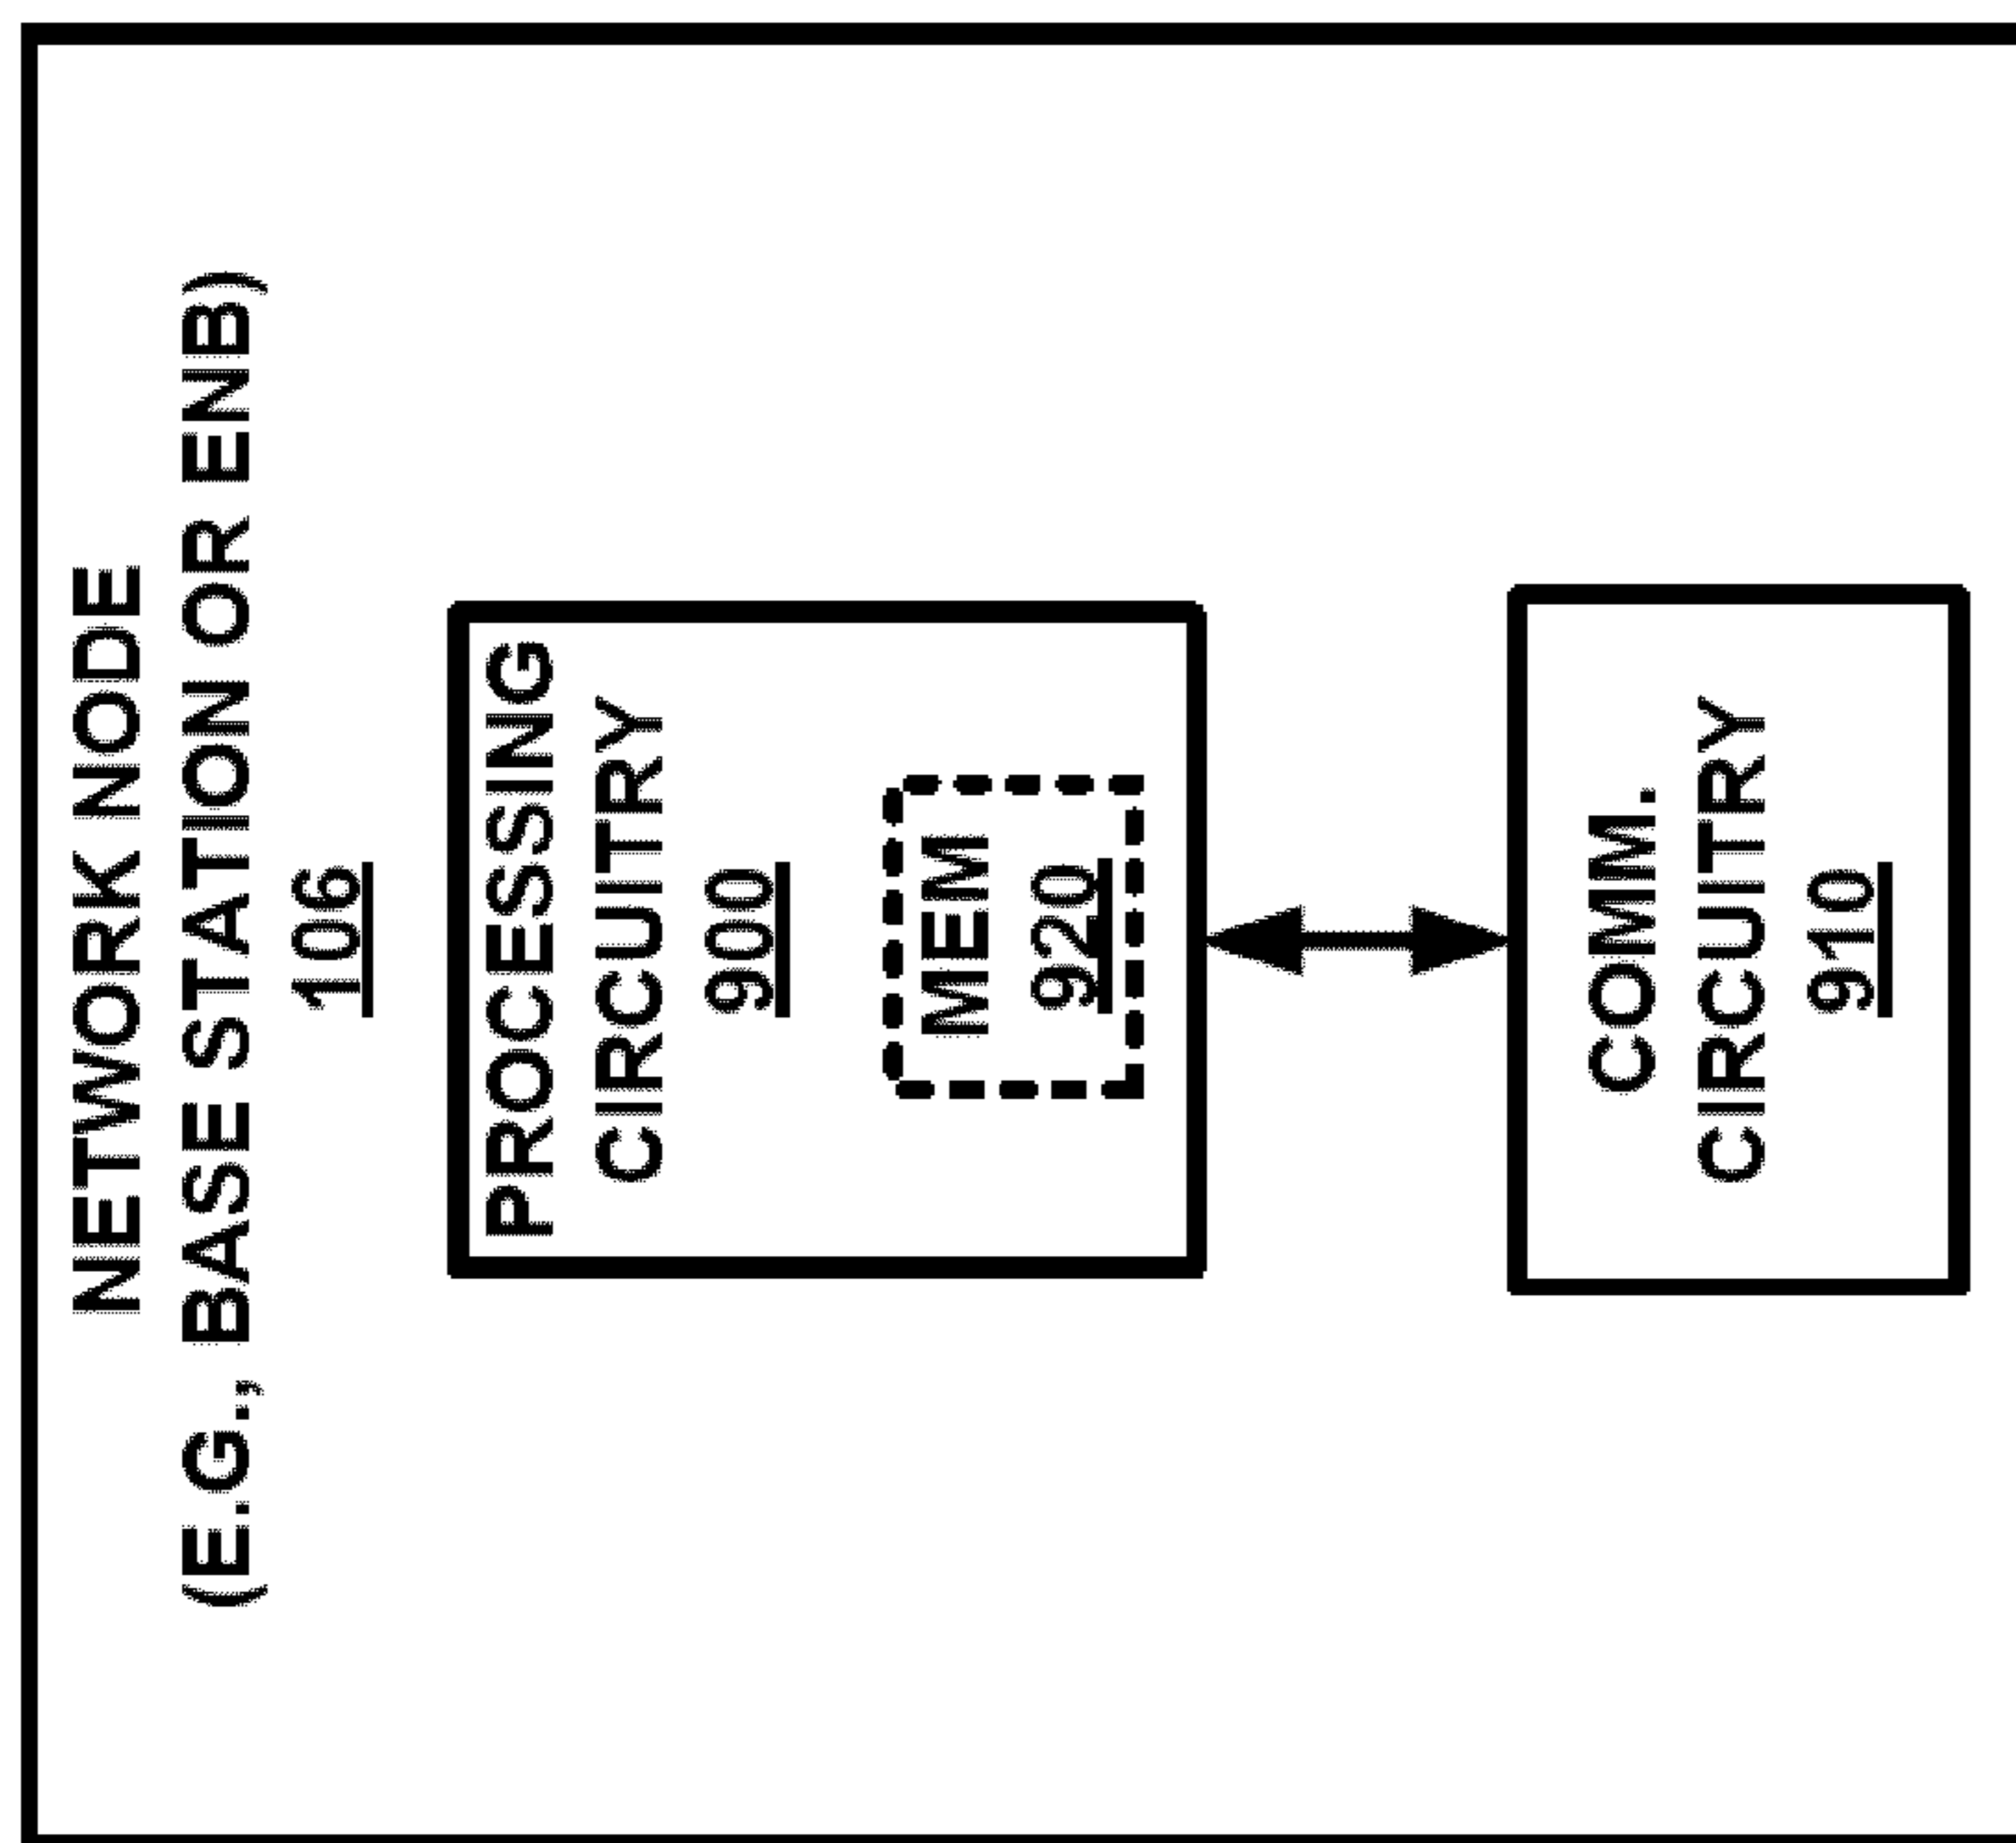 NETWORK NODE
(E.G., BASE STATION OR ENB)
106
PROCESSING
CIRCUITRY
900
MEM
920
COMM.
CIRCUITRY
910